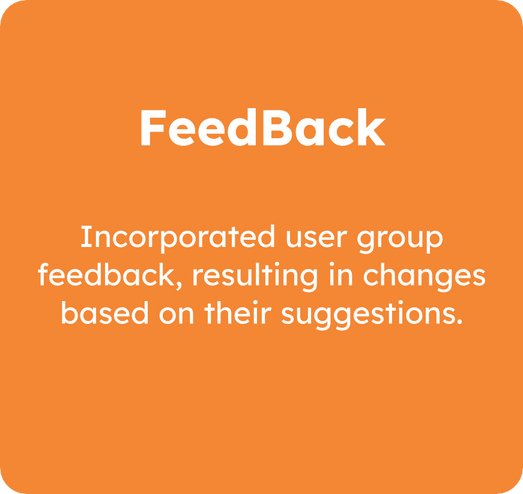 FeedBack
Incorporated user group
feedback, resulting in changes
based on their suggestions.